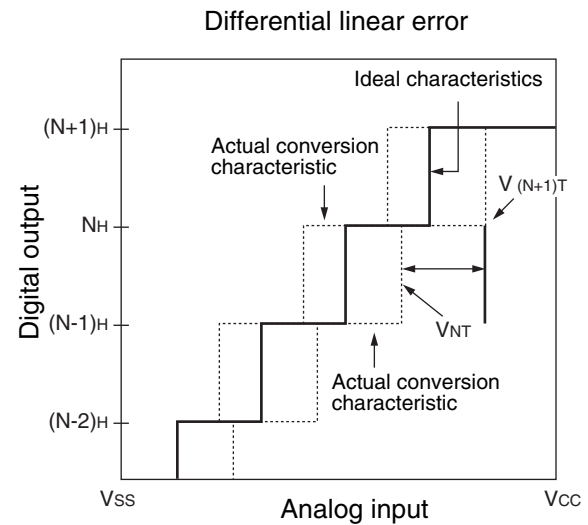 Differential linear error
Ideal characteristics
(N+1)H
Actual conversion
characteristic
V (N+1)T
NH
Digital output
(N-1)H
VNT
Actual conversion
characteristic
(N-2)H
VSS
Analog input
VCC